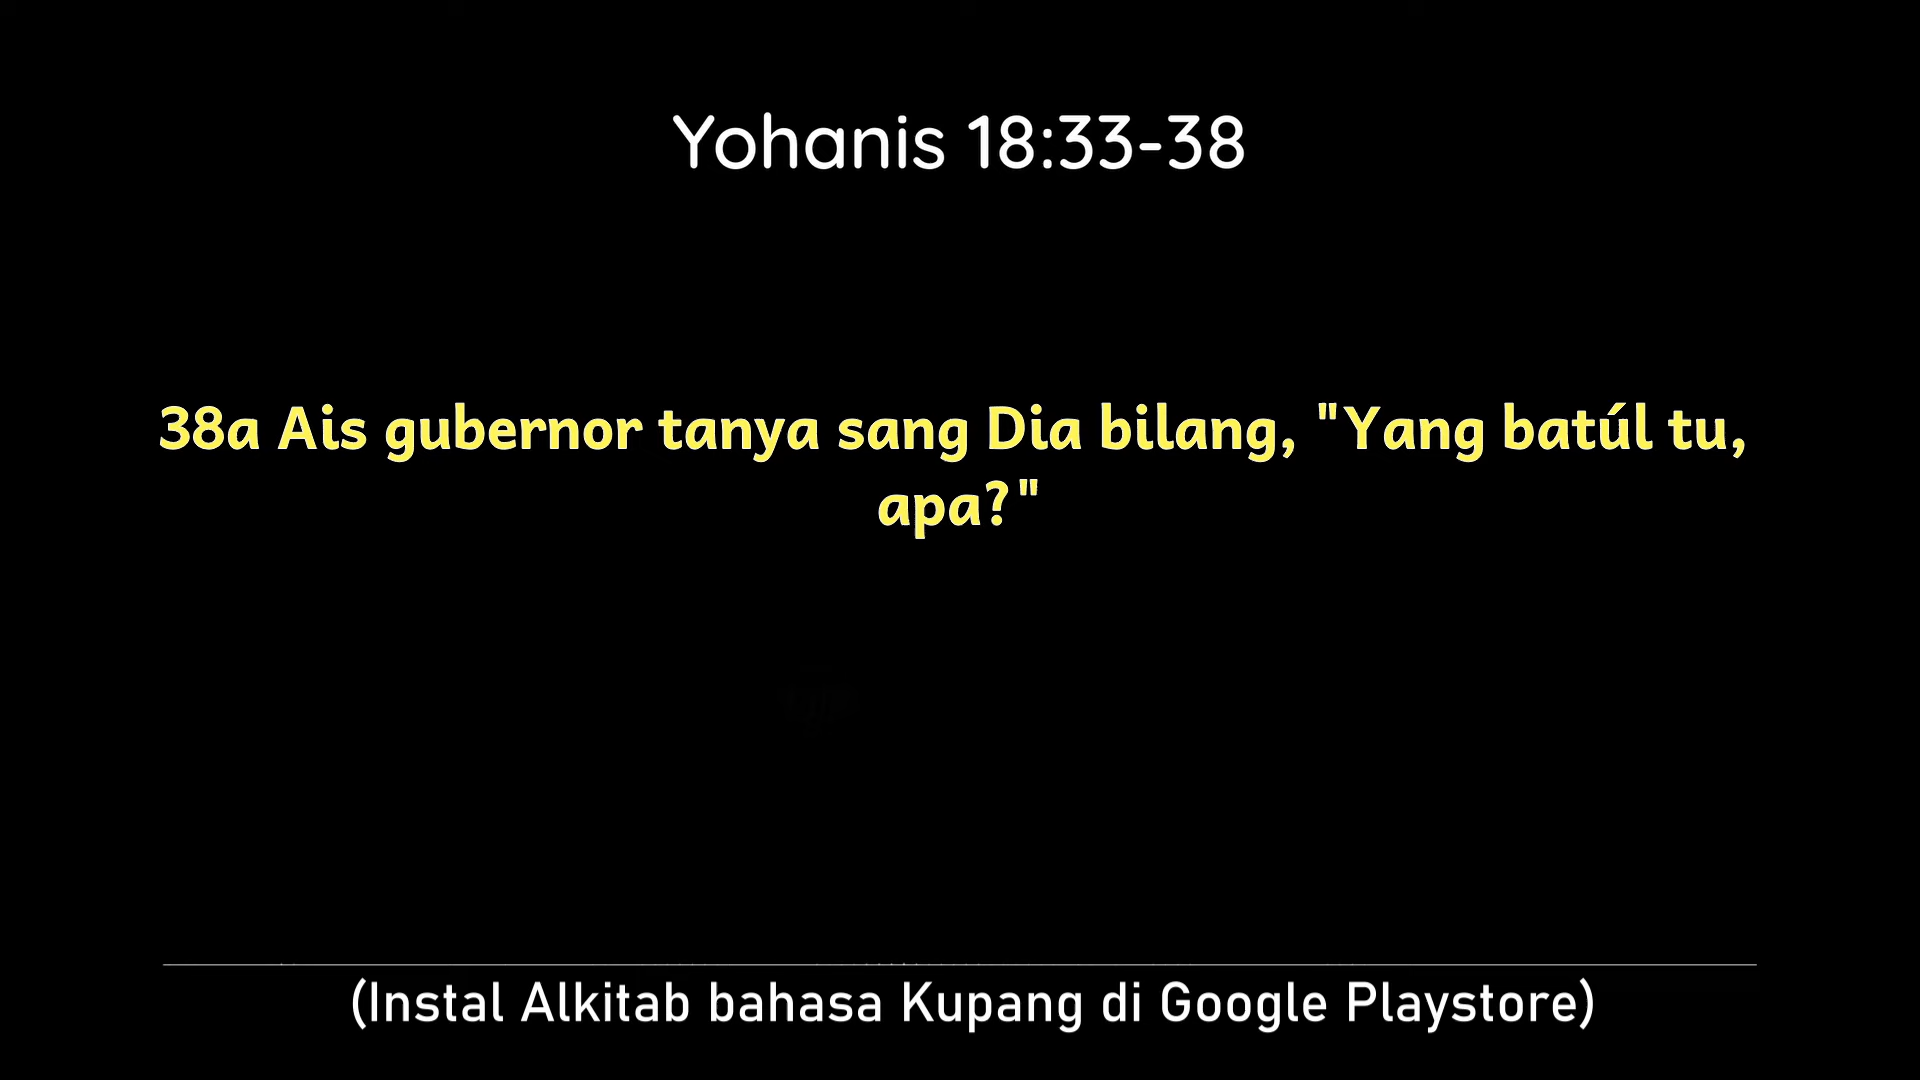 Yohanis 18:33-38
38a Ais gubernor tanya sang Dia bilang, "Yang batúl tu,
apa?"
(Instal Alkitab bahasa Kupang di Google Playstore)